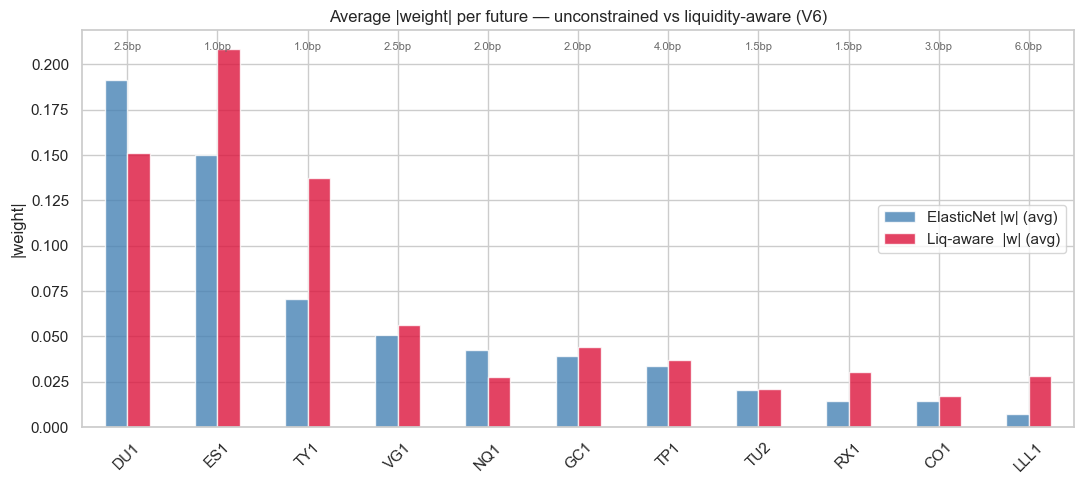 Average |weight| per future — unconstrained vs liquidity-aware (V6)
2.5bp 1.0bp 1.0bp 2.5bp 2.0bp 2.0bp 4.0bp 1.5bp 1.5bp 3.0bp 6.0bp
0.200
0.175
0.150
0.125
0.100
0.075
0.050
0.025
0.000
|weight|
ElasticNet |w| (avg)
Liq-aware |w| (avg)
DU1 ES1 TY1 VG1 NQ1 GC1 TP1 TU2 RX1 CO1 LLL1